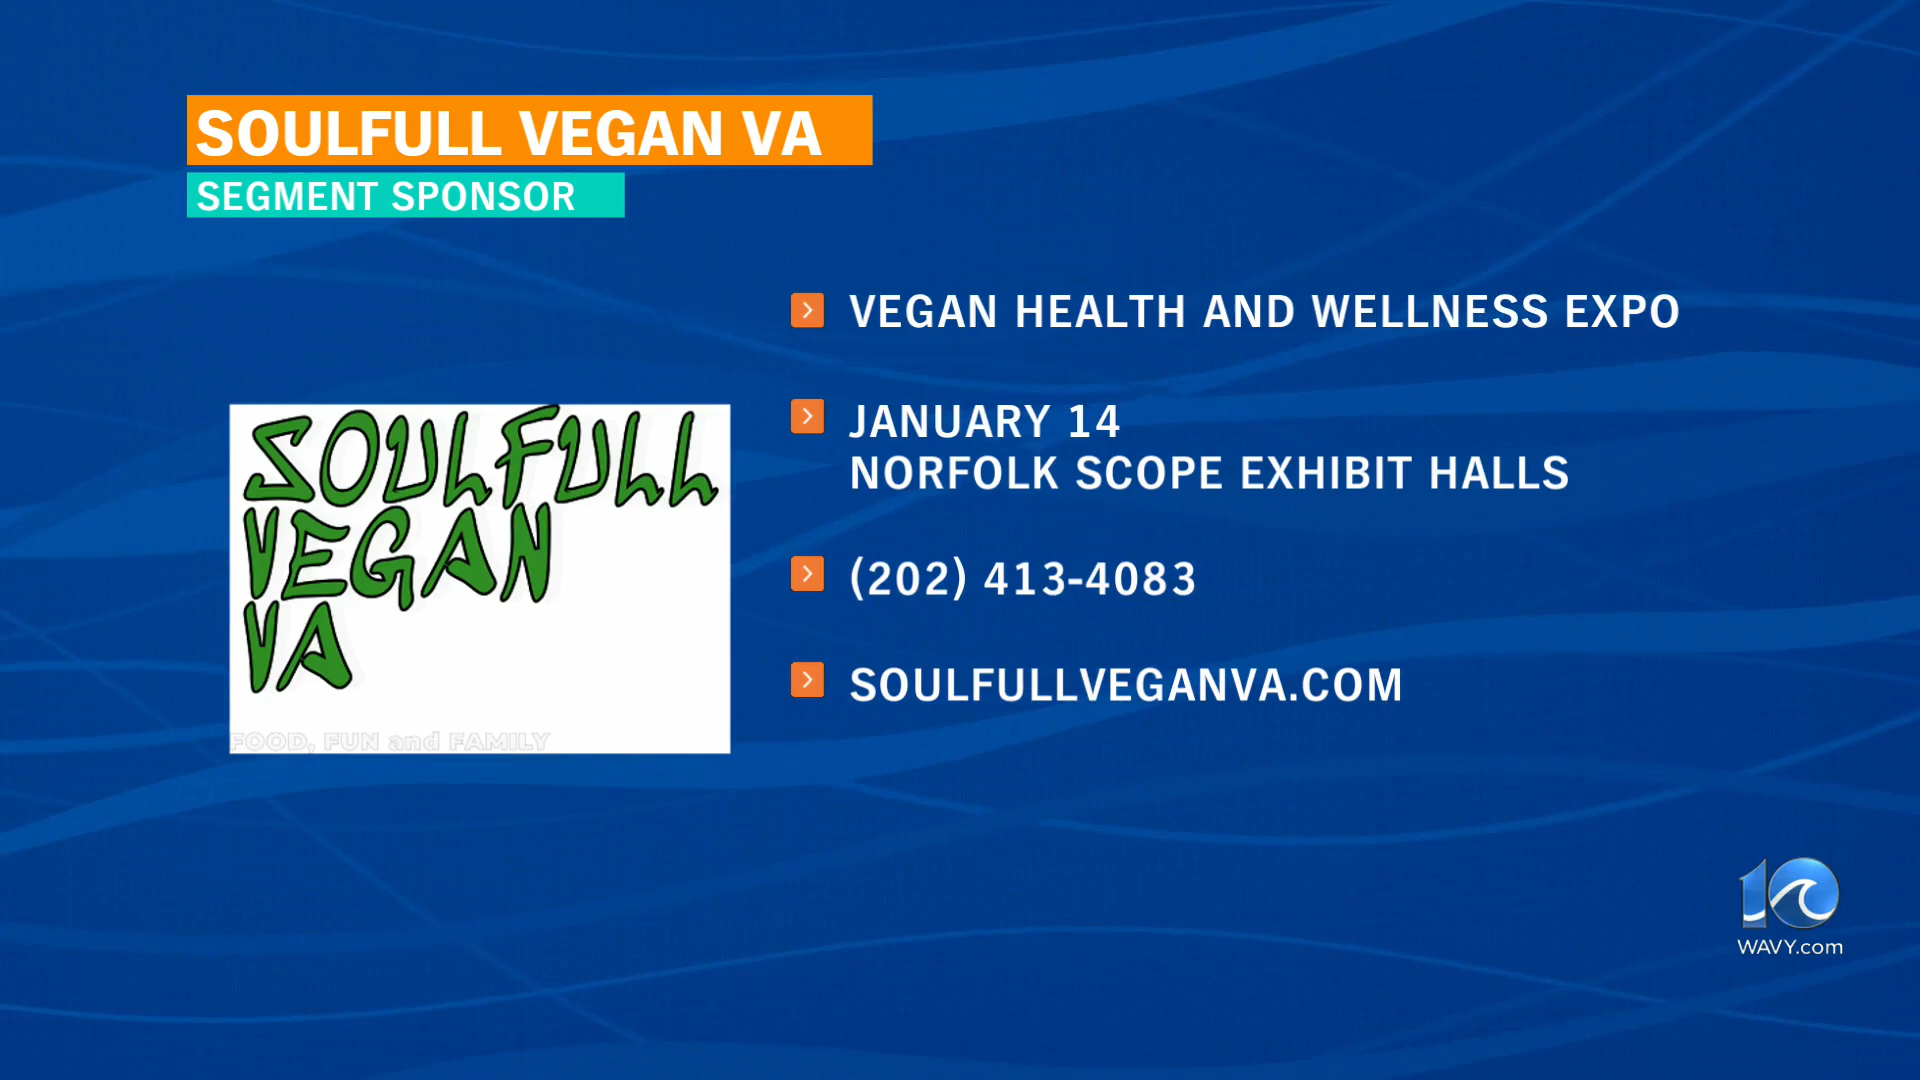 SOULFULL VEGAN VA
SEGMENT SPONSOR
VEGAN HEALTH AND WELLNESS EXPO
JANUARY 14
NORFOLK SCOPE EXHIBIT HALLS
(202) 413-4083
SOULFULLVEGANVA.COM
SOULFULL
VEGAN
VA
FOOD, FUN and FAMILY
10
WAVY.com